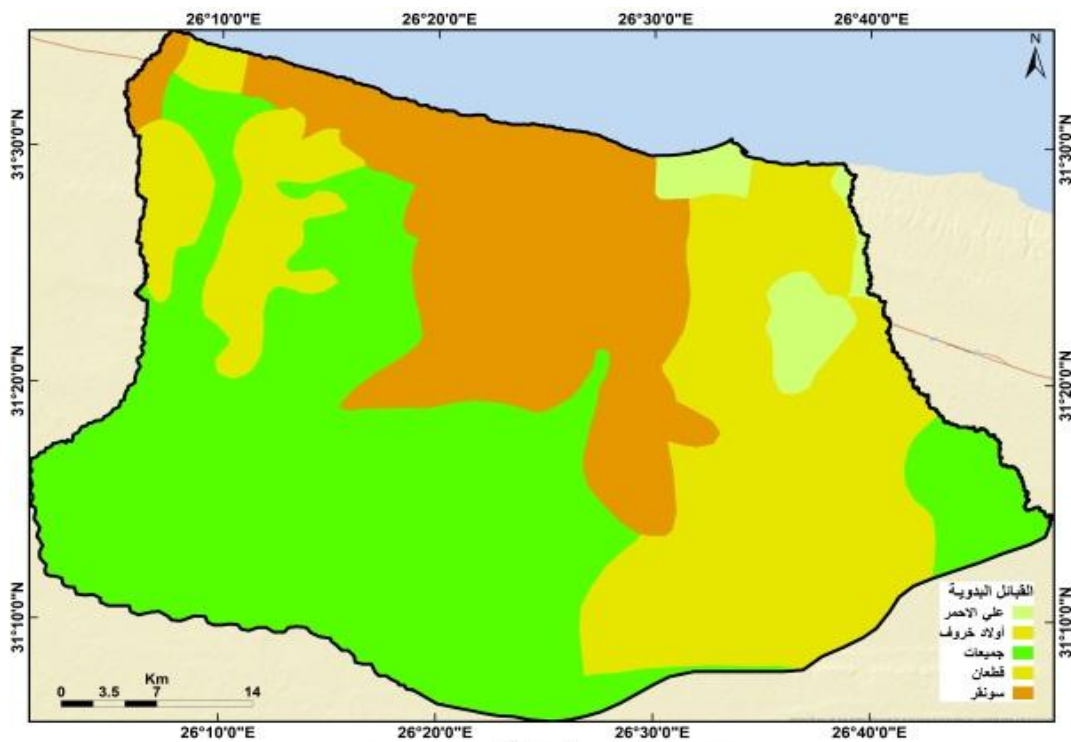 26°10'0"E 26°20'0"E 26°30'0"E 26°40'0"E
N
31°30'0"N 31°30'0"N
31°20'0"N 31°20'0"N
31°10'0"N 31°10'0"N
القبائل البدوية
علي الاحمر
أولاد خروف
جميعات
قطعان
سونقر
Km
0 3.5 7 14
26°10'0"E 26°20'0"E 26°30'0"E 26°40'0"E